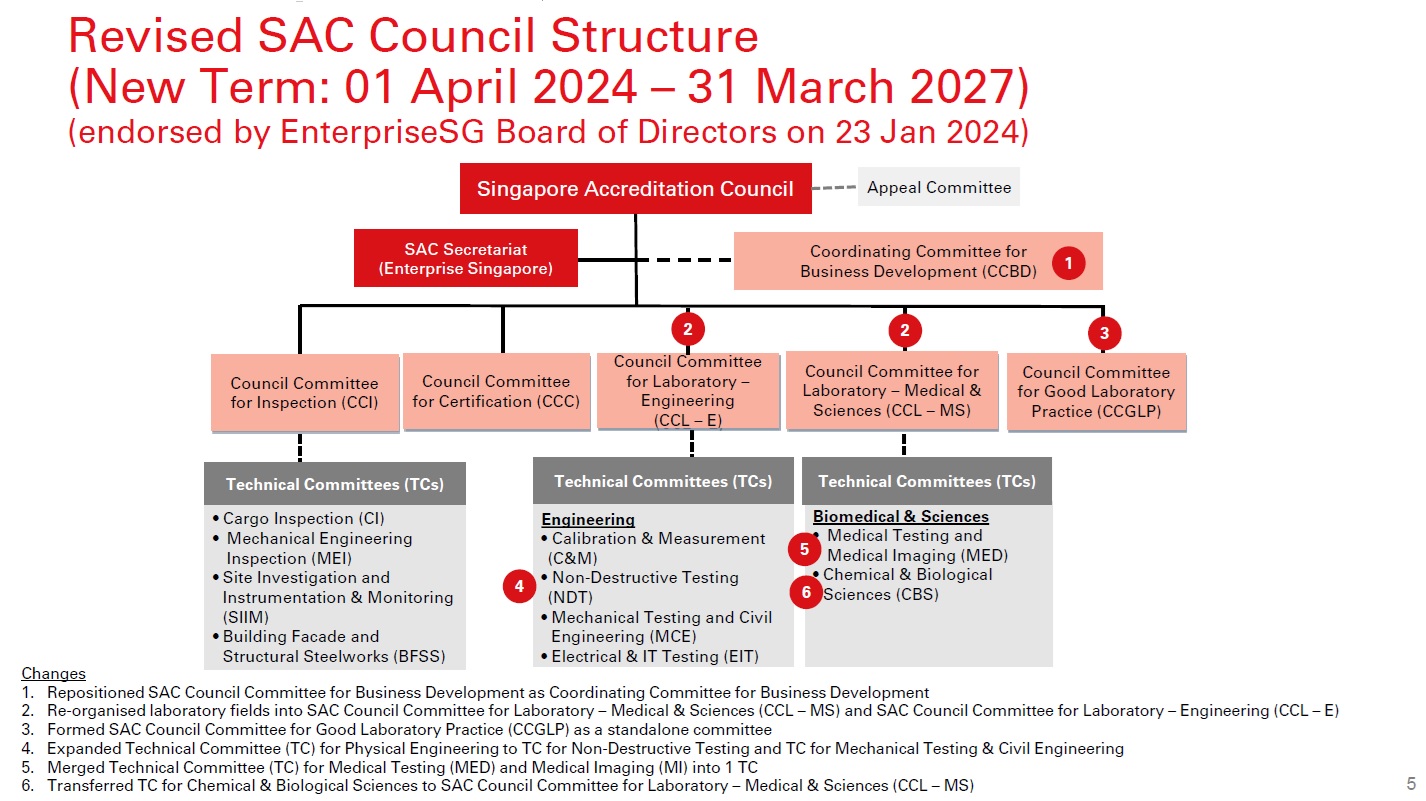 Revised SAC Council Structure
(New Term: 01 April 2024 – 31 March 2027)
(endorsed by EnterpriseSG Board of Directors on 23 Jan 2024)
Singapore Accreditation Council
Appeal Committee
SAC Secretariat
(Enterprise Singapore)
Coordinating Committee for
Business Development (CCBD)
1
2
2
3
Council Committee
for Inspection (CCI)
Council Committee
for Certification (CCC)
Council Committee
for Laboratory –
Engineering
(CCL – E)
Council Committee for
Laboratory – Medical &
Sciences (CCL – MS)
Council Committee
for Good Laboratory
Practice (CCGLP)
Technical Committees (TCs)
• Cargo Inspection (CI)
• Mechanical Engineering
Inspection (MEI)
• Site Investigation and
Instrumentation & Monitoring
(SIIM)
• Building Facade and
Structural Steelworks (BFSS)
Technical Committees (TCs)
Engineering
• Calibration & Measurement
(C&M)
4
• Non-Destructive Testing
(NDT)
• Mechanical Testing and Civil
Engineering (MCE)
• Electrical & IT Testing (EIT)
Technical Committees (TCs)
Biomedical & Sciences
5
• Medical Testing and
Medical Imaging (MED)
6
• Chemical & Biological
Sciences (CBS)
Changes
1. Repositioned SAC Council Committee for Business Development as Coordinating Committee for Business Development
2. Re-organised laboratory fields into SAC Council Committee for Laboratory – Medical & Sciences (CCL – MS) and SAC Council Committee for Laboratory – Engineering (CCL – E)
3. Formed SAC Council Committee for Good Laboratory Practice (CCGLP) as a standalone committee
4. Expanded Technical Committee (TC) for Physical Engineering to TC for Non-Destructive Testing and TC for Mechanical Testing & Civil Engineering
5. Merged Technical Committee (TC) for Medical Testing (MED) and Medical Imaging (MI) into 1 TC
6. Transferred TC for Chemical & Biological Sciences to SAC Council Committee for Laboratory – Medical & Sciences (CCL – MS)
5